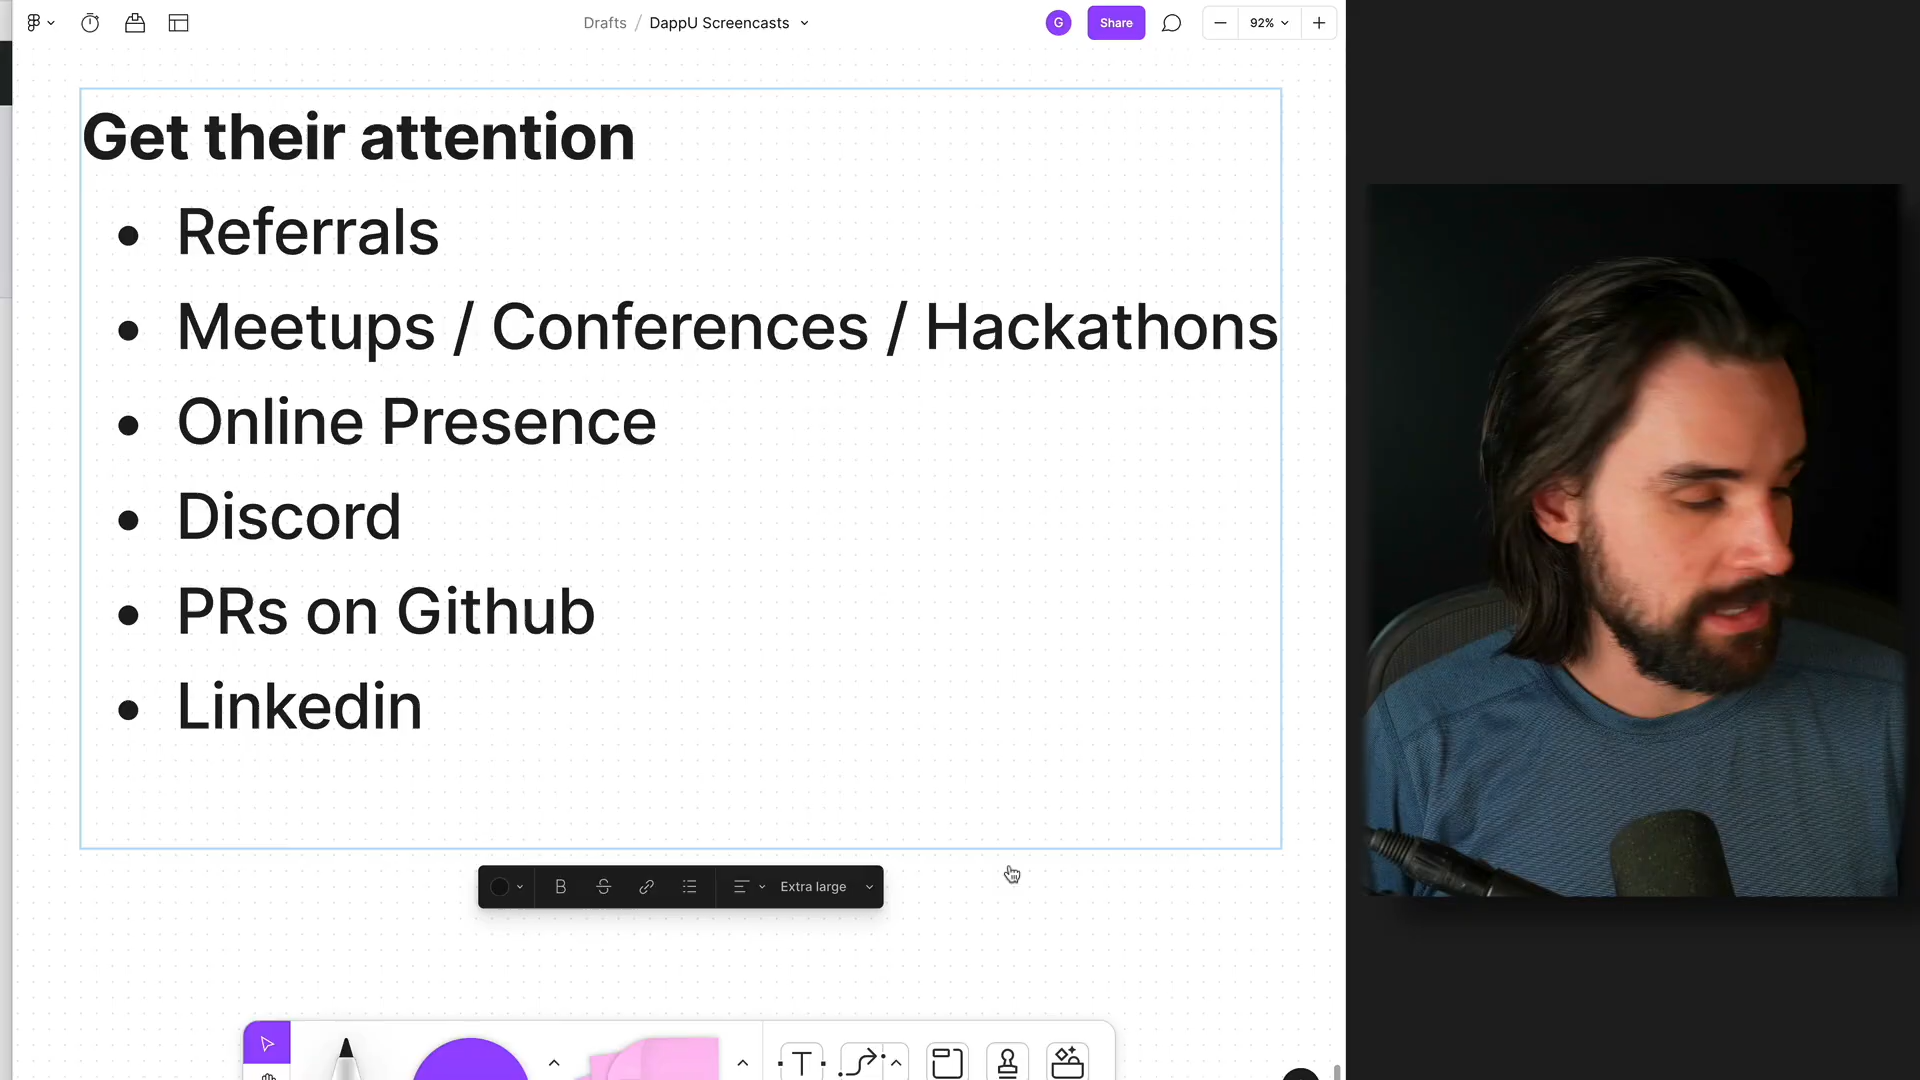 Drafts / DappU Screencasts
G
Share
92%
Get their attention
• Referrals
• Meetups / Conferences / Hackathons
• Online Presence
• Discord
• PRs on Github
• Linkedin
B
S
Extra large
T